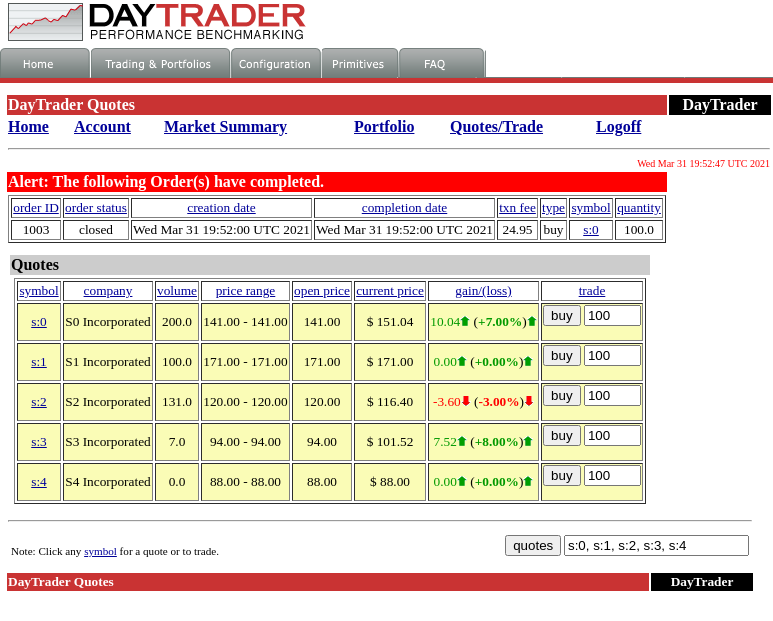 DAYTRADER
PERFORMANCE BENCHMARKING
Home Trading & Portfolios Configuration Primitives FAQ
DayTrader Quotes DayTrader
Home Account Market Summary Portfolio Quotes/Trade Logoff
Wed Mar 31 19:52:47 UTC 2021
Alert: The following Order(s) have completed.
order ID order status creation date completion date txn fee type symbol quantity
1003 closed Wed Mar 31 19:52:00 UTC 2021 Wed Mar 31 19:52:00 UTC 2021 24.95 buy s:0 100.0
Quotes
symbol company volume price range open price current price gain/(loss) trade
s:0 S0 Incorporated 200.0 141.00 - 141.00 141.00 $ 151.04 10.04 (+7.00%) buy 100
s:1 S1 Incorporated 100.0 171.00 - 171.00 171.00 $ 171.00 0.00 (+0.00%) buy 100
s:2 S2 Incorporated 131.0 120.00 - 120.00 120.00 $ 116.40 -3.60 (-3.00%) buy 100
s:3 S3 Incorporated 7.0 94.00 - 94.00 94.00 $ 101.52 7.52 (+8.00%) buy 100
s:4 S4 Incorporated 0.0 88.00 - 88.00 88.00 $ 88.00 0.00 (+0.00%) buy 100
Note: Click any symbol for a quote or to trade. quotes s:0, s:1, s:2, s:3, s:4
DayTrader Quotes DayTrader